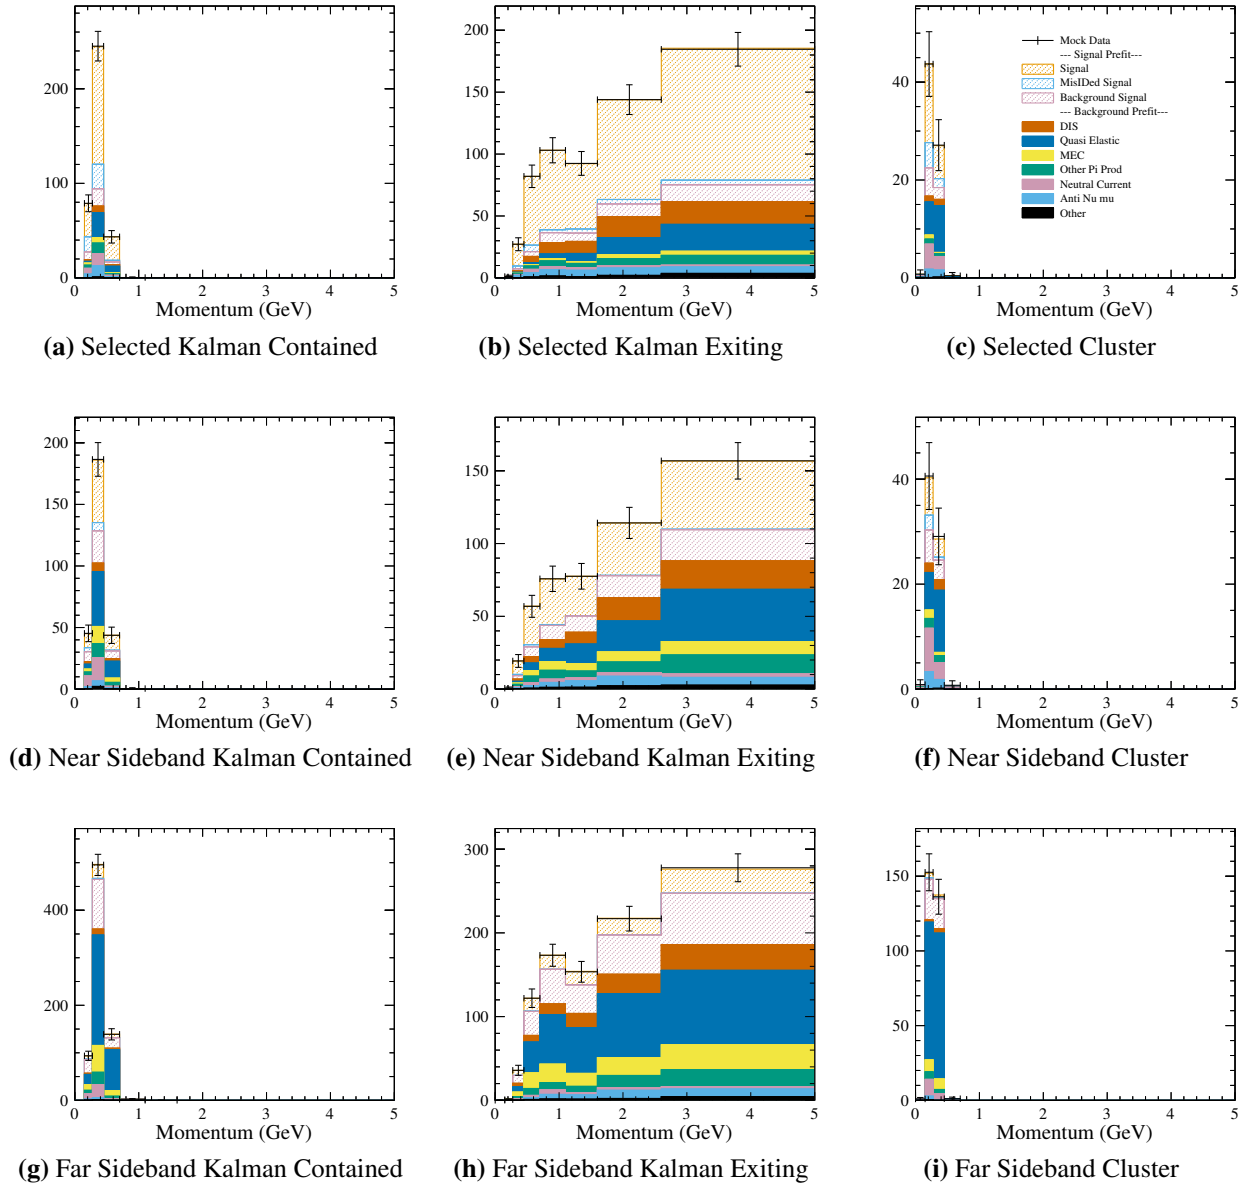 200
100
0
0 1 2 3 4 5
Momentum (GeV)
(a) Selected Kalman Contained
200
150
100
50
0
0 1 2 3 4 5
Momentum (GeV)
(b) Selected Kalman Exiting
40
20
0
0 1 2 3 4 5
Momentum (GeV)
Mock Data
--- Signal Prefit---
Signal
MisIDed Signal
Background Signal
--- Background Prefit---
DIS
Quasi Elastic
MEC
Other Pi Prod
Neutral Current
Anti Nu mu
Other
(c) Selected Cluster
200
150
100
50
0
0 1 2 3 4 5
Momentum (GeV)
(d) Near Sideband Kalman Contained
150
100
50
0
0 1 2 3 4 5
Momentum (GeV)
(e) Near Sideband Kalman Exiting
40
20
0
0 1 2 3 4 5
Momentum (GeV)
(f) Near Sideband Cluster
400
200
0
0 1 2 3 4 5
Momentum (GeV)
(g) Far Sideband Kalman Contained
300
200
100
0
0 1 2 3 4 5
Momentum (GeV)
(h) Far Sideband Kalman Exiting
150
100
50
0
0 1 2 3 4 5
Momentum (GeV)
(i) Far Sideband Cluster